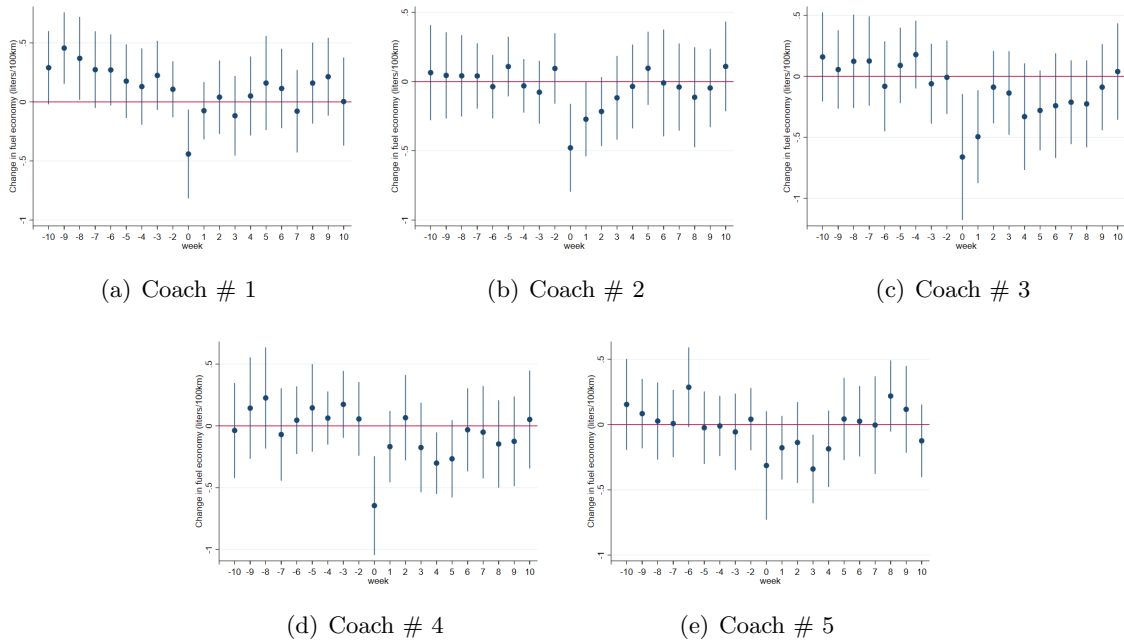 Change in fuel economy (liters/100km)
.5
0
-.5
-1
-10 -9 -8 -7 -6 -5 -4 -3 -2 0 1 2 3 4 5 6 7 8 9 10
week
(a) Coach # 1
Change in fuel economy (liters/100km)
.5
0
-.5
-1
-10 -9 -8 -7 -6 -5 -4 -3 -2 0 1 2 3 4 5 6 7 8 9 10
week
(b) Coach # 2
Change in fuel economy (liters/100km)
.5
0
-.5
-1
-10 -9 -8 -7 -6 -5 -4 -3 -2 0 1 2 3 4 5 6 7 8 9 10
week
(c) Coach # 3
Change in fuel economy (liters/100km)
.5
0
-.5
-1
-10 -9 -8 -7 -6 -5 -4 -3 -2 0 1 2 3 4 5 6 7 8 9 10
week
(d) Coach # 4
Change in fuel economy (liters/100km)
.5
0
-.5
-1
-10 -9 -8 -7 -6 -5 -4 -3 -2 0 1 2 3 4 5 6 7 8 9 10
week
(e) Coach # 5